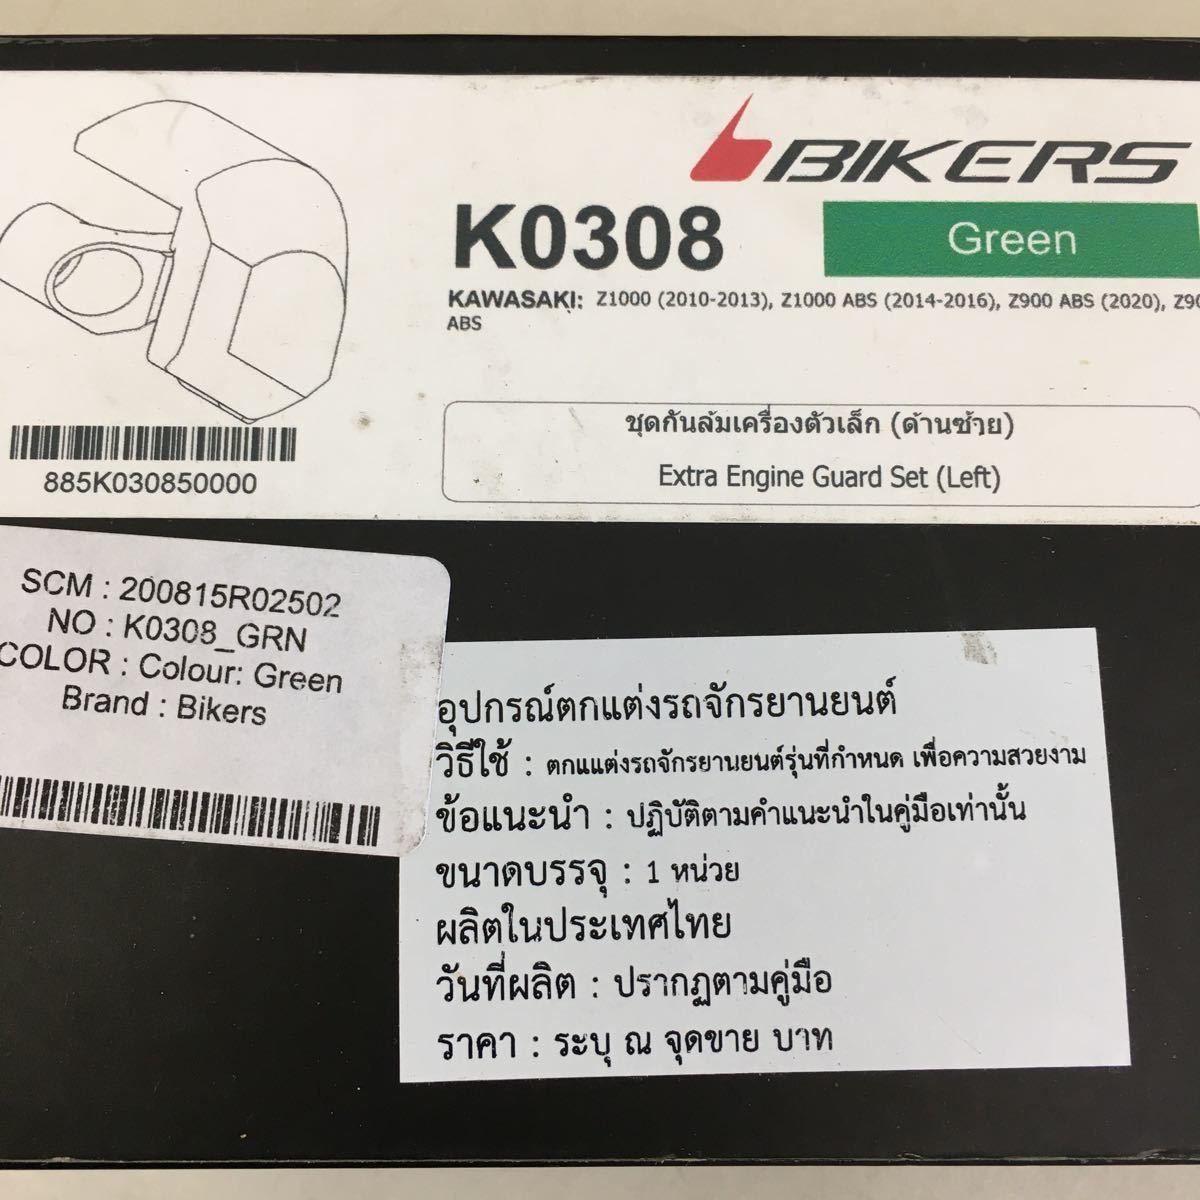 BIKERS
K0308
Green
KAWASAKI: Z1000 (2010-2013), Z1000 ABS (2014-2016), Z900 ABS (2020),
ABS
885K030850000
ชุดกันล้มเครื่องตัวเล็ก (ด้านซ้าย)
Extra Engine Guard Set (Left)
SCM : 200815R02502
NO : K0308_GRN
COLOR : Colour: Green
Brand : Bikers
อุปกรณ์ตกแต่งรถจักรยานยนต์
วิธีใช้ : ตกแแต่งรถจักรยานยนต์รุ่นที่กำหนด เพื่อความสวยงาม
ข้อแนะนำ : ปฏิบัติตามคำแนะนำในคู่มือเท่านั้น
ขนาดบรรจุ : 1 หน่วย
ผลิตในประเทศไทย
วันที่ผลิต : ปรากฏตามคู่มือ
ราคา : ระบุ ณ จุดขาย บาท